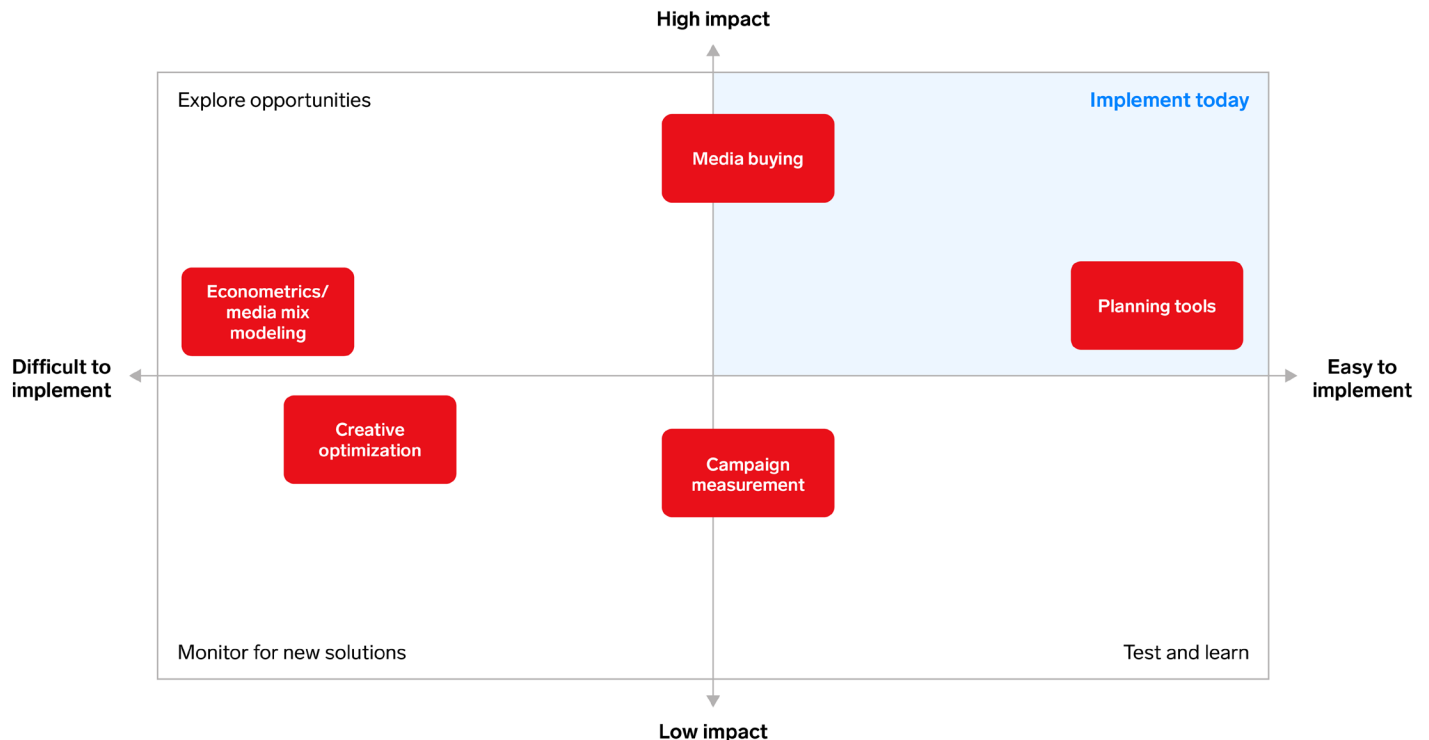 High impact
Explore opportunities
Implement today
Media buying
Econometrics/
media mix
modeling
Planning tools
Difficult to
implement
Easy to
implement
Creative
optimization
Campaign
measurement
Monitor for new solutions
Test and learn
Low impact